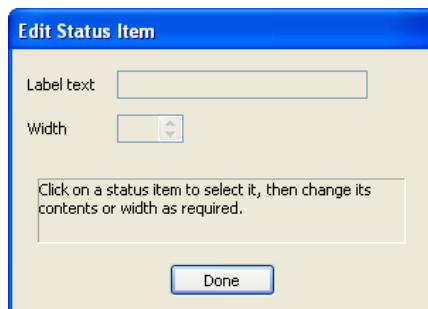 Edit Status Item
Label text
Width
Click on a status item to select it, then change its
contents or width as required.
Done